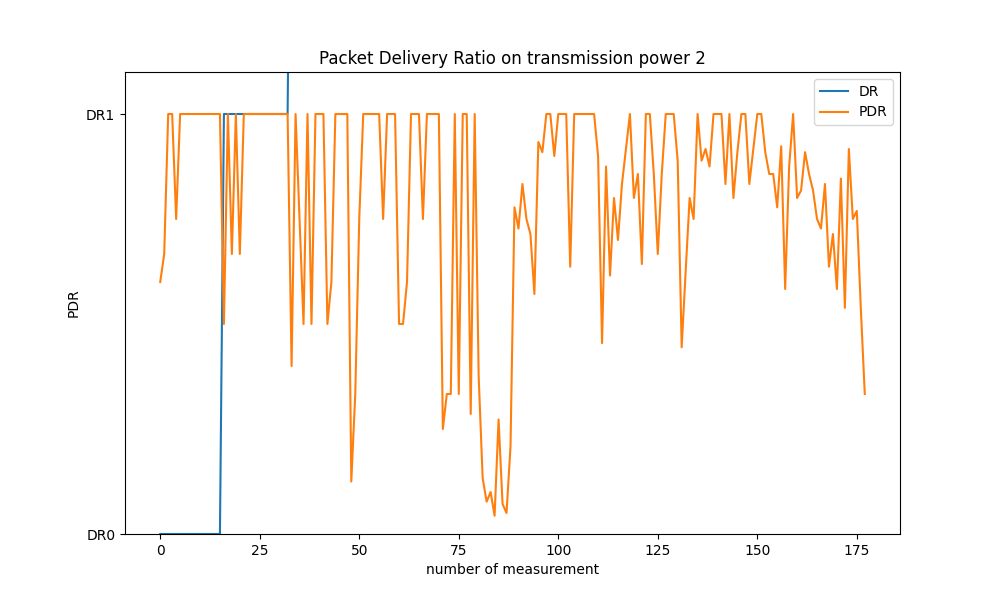 Packet Delivery Ratio on transmission power 2
DR
PDR
DR1
PDR
DR0
0 25 50 75 100 125 150 175
number of measurement